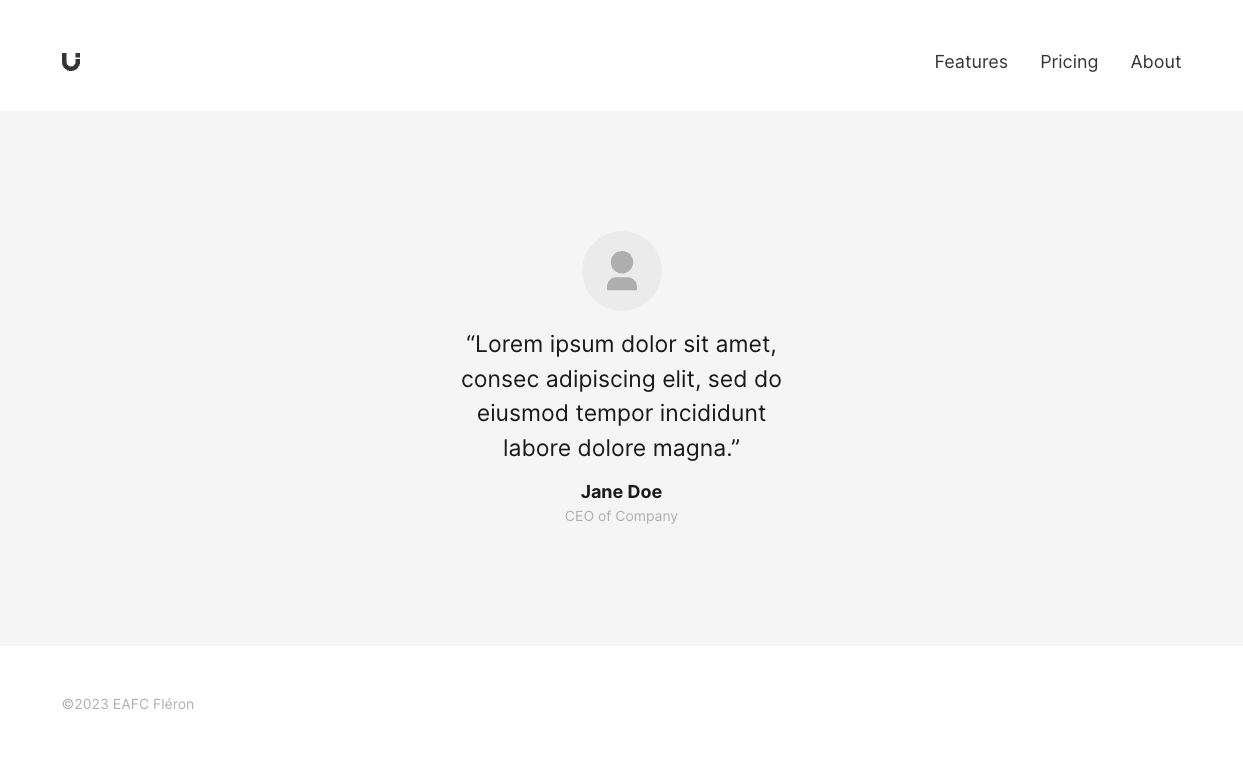 Features Pricing About
“Lorem ipsum dolor sit amet,
consec adipiscing elit, sed do
eiusmod tempor incididunt
labore dolore magna.”
Jane Doe
CEO of Company
©2023 EAFC Fléron